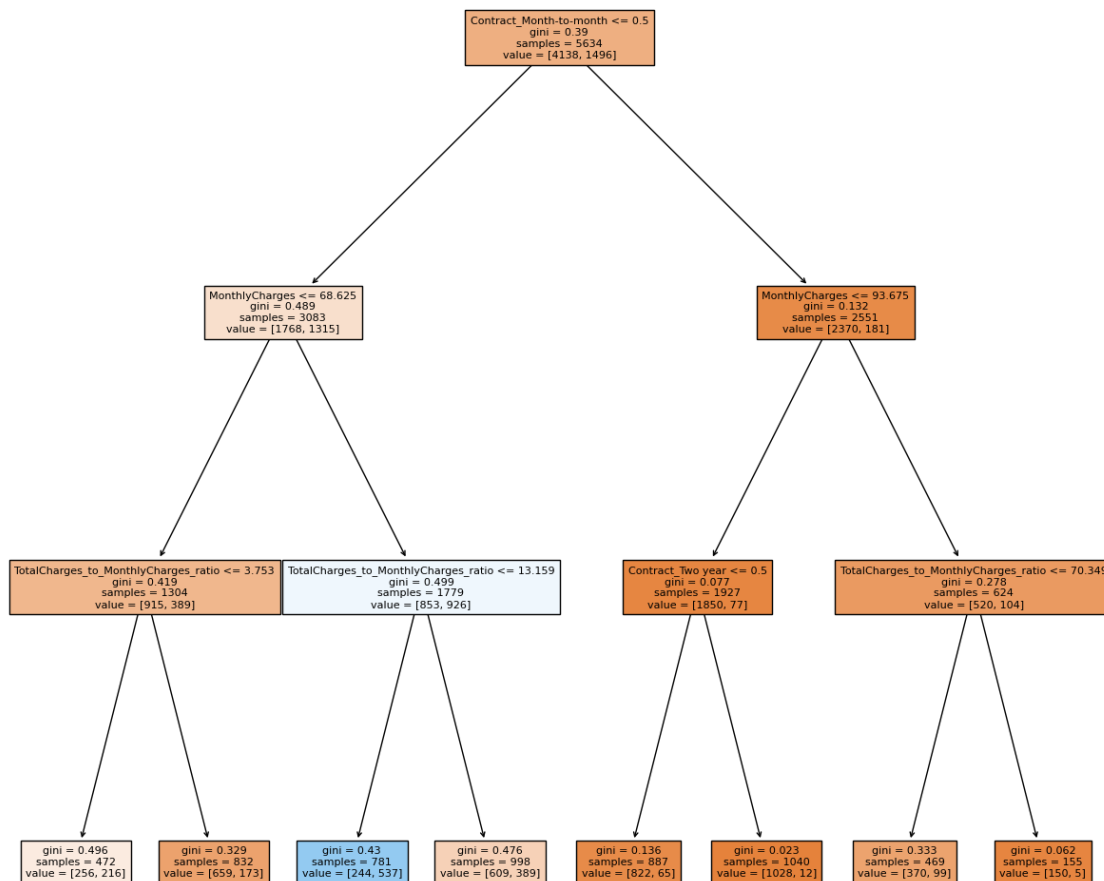 Contract_Month-to-month <= 0.5
gini = 0.39
samples = 5634
value = [4138, 1496]
MonthlyCharges <= 68.625
gini = 0.489
samples = 3083
value = [1768, 1315]
MonthlyCharges <= 93.675
gini = 0.132
samples = 2551
value = [2370, 181]
TotalCharges_to_MonthlyCharges_ratio <= 3.753
gini = 0.419
samples = 1304
value = [915, 389]
TotalCharges_to_MonthlyCharges_ratio <= 13.159
gini = 0.499
samples = 1779
value = [853, 926]
Contract_Two year <= 0.5
gini = 0.077
samples = 1927
value = [1850, 77]
TotalCharges_to_MonthlyCharges_ratio <= 70.349
gini = 0.278
samples = 624
value = [520, 104]
gini = 0.496
samples = 472
value = [256, 216]
gini = 0.329
samples = 832
value = [659, 173]
gini = 0.43
samples = 781
value = [244, 537]
gini = 0.476
samples = 998
value = [609, 389]
gini = 0.136
samples = 887
value = [822, 65]
gini = 0.023
samples = 1040
value = [1028, 12]
gini = 0.333
samples = 469
value = [370, 99]
gini = 0.062
samples = 155
value = [150, 5]